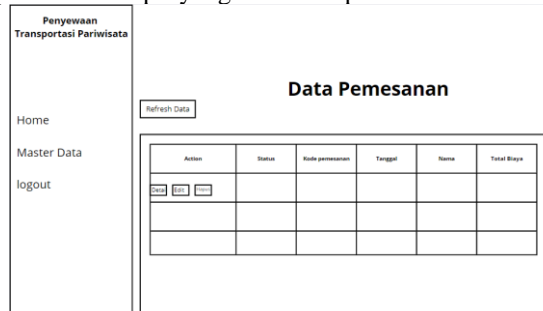 Penyewaan
Transportasi Pariwisata
Home
Master Data
logout
Data Pemesanan
Refresh Data
Action Status Kode pemesanan Tanggal Nama Total Biaya
Detail Edit